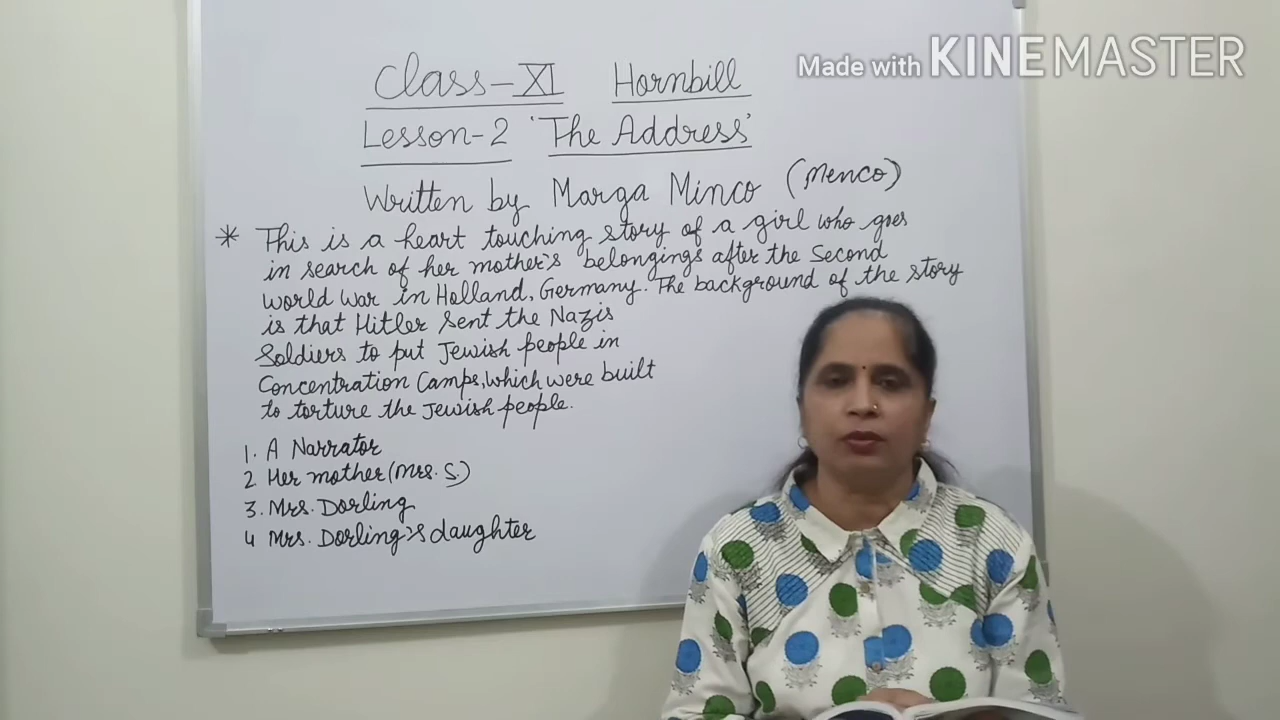 Made with KINEMASTER
Class-XI Hornbill
Lesson-2 'The Address'
Written by Marga Minco (Menco)
* This is a heart touching story of a girl who goes
in search of her mother's belongings after the Second
world war in Holland, Germany. The background of the story
is that Hitler sent the Nazis
Soldiers to put Jewish people in
Concentration Camps, which were built
to torture the Jewish people.
1. A Narrator
2 Her mother (Mrs. S.)
3. Mrs. Dorling
4 Mrs. Dorling's daughter